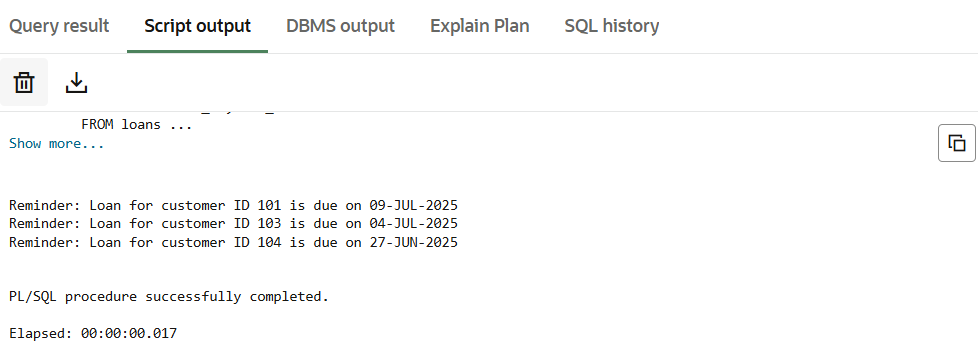 Query result Script output DBMS output Explain Plan SQL history
FROM loans ...
Show more...
Reminder: Loan for customer ID 101 is due on 09-JUL-2025
Reminder: Loan for customer ID 103 is due on 04-JUL-2025
Reminder: Loan for customer ID 104 is due on 27-JUN-2025
PL/SQL procedure successfully completed.
Elapsed: 00:00:00.017